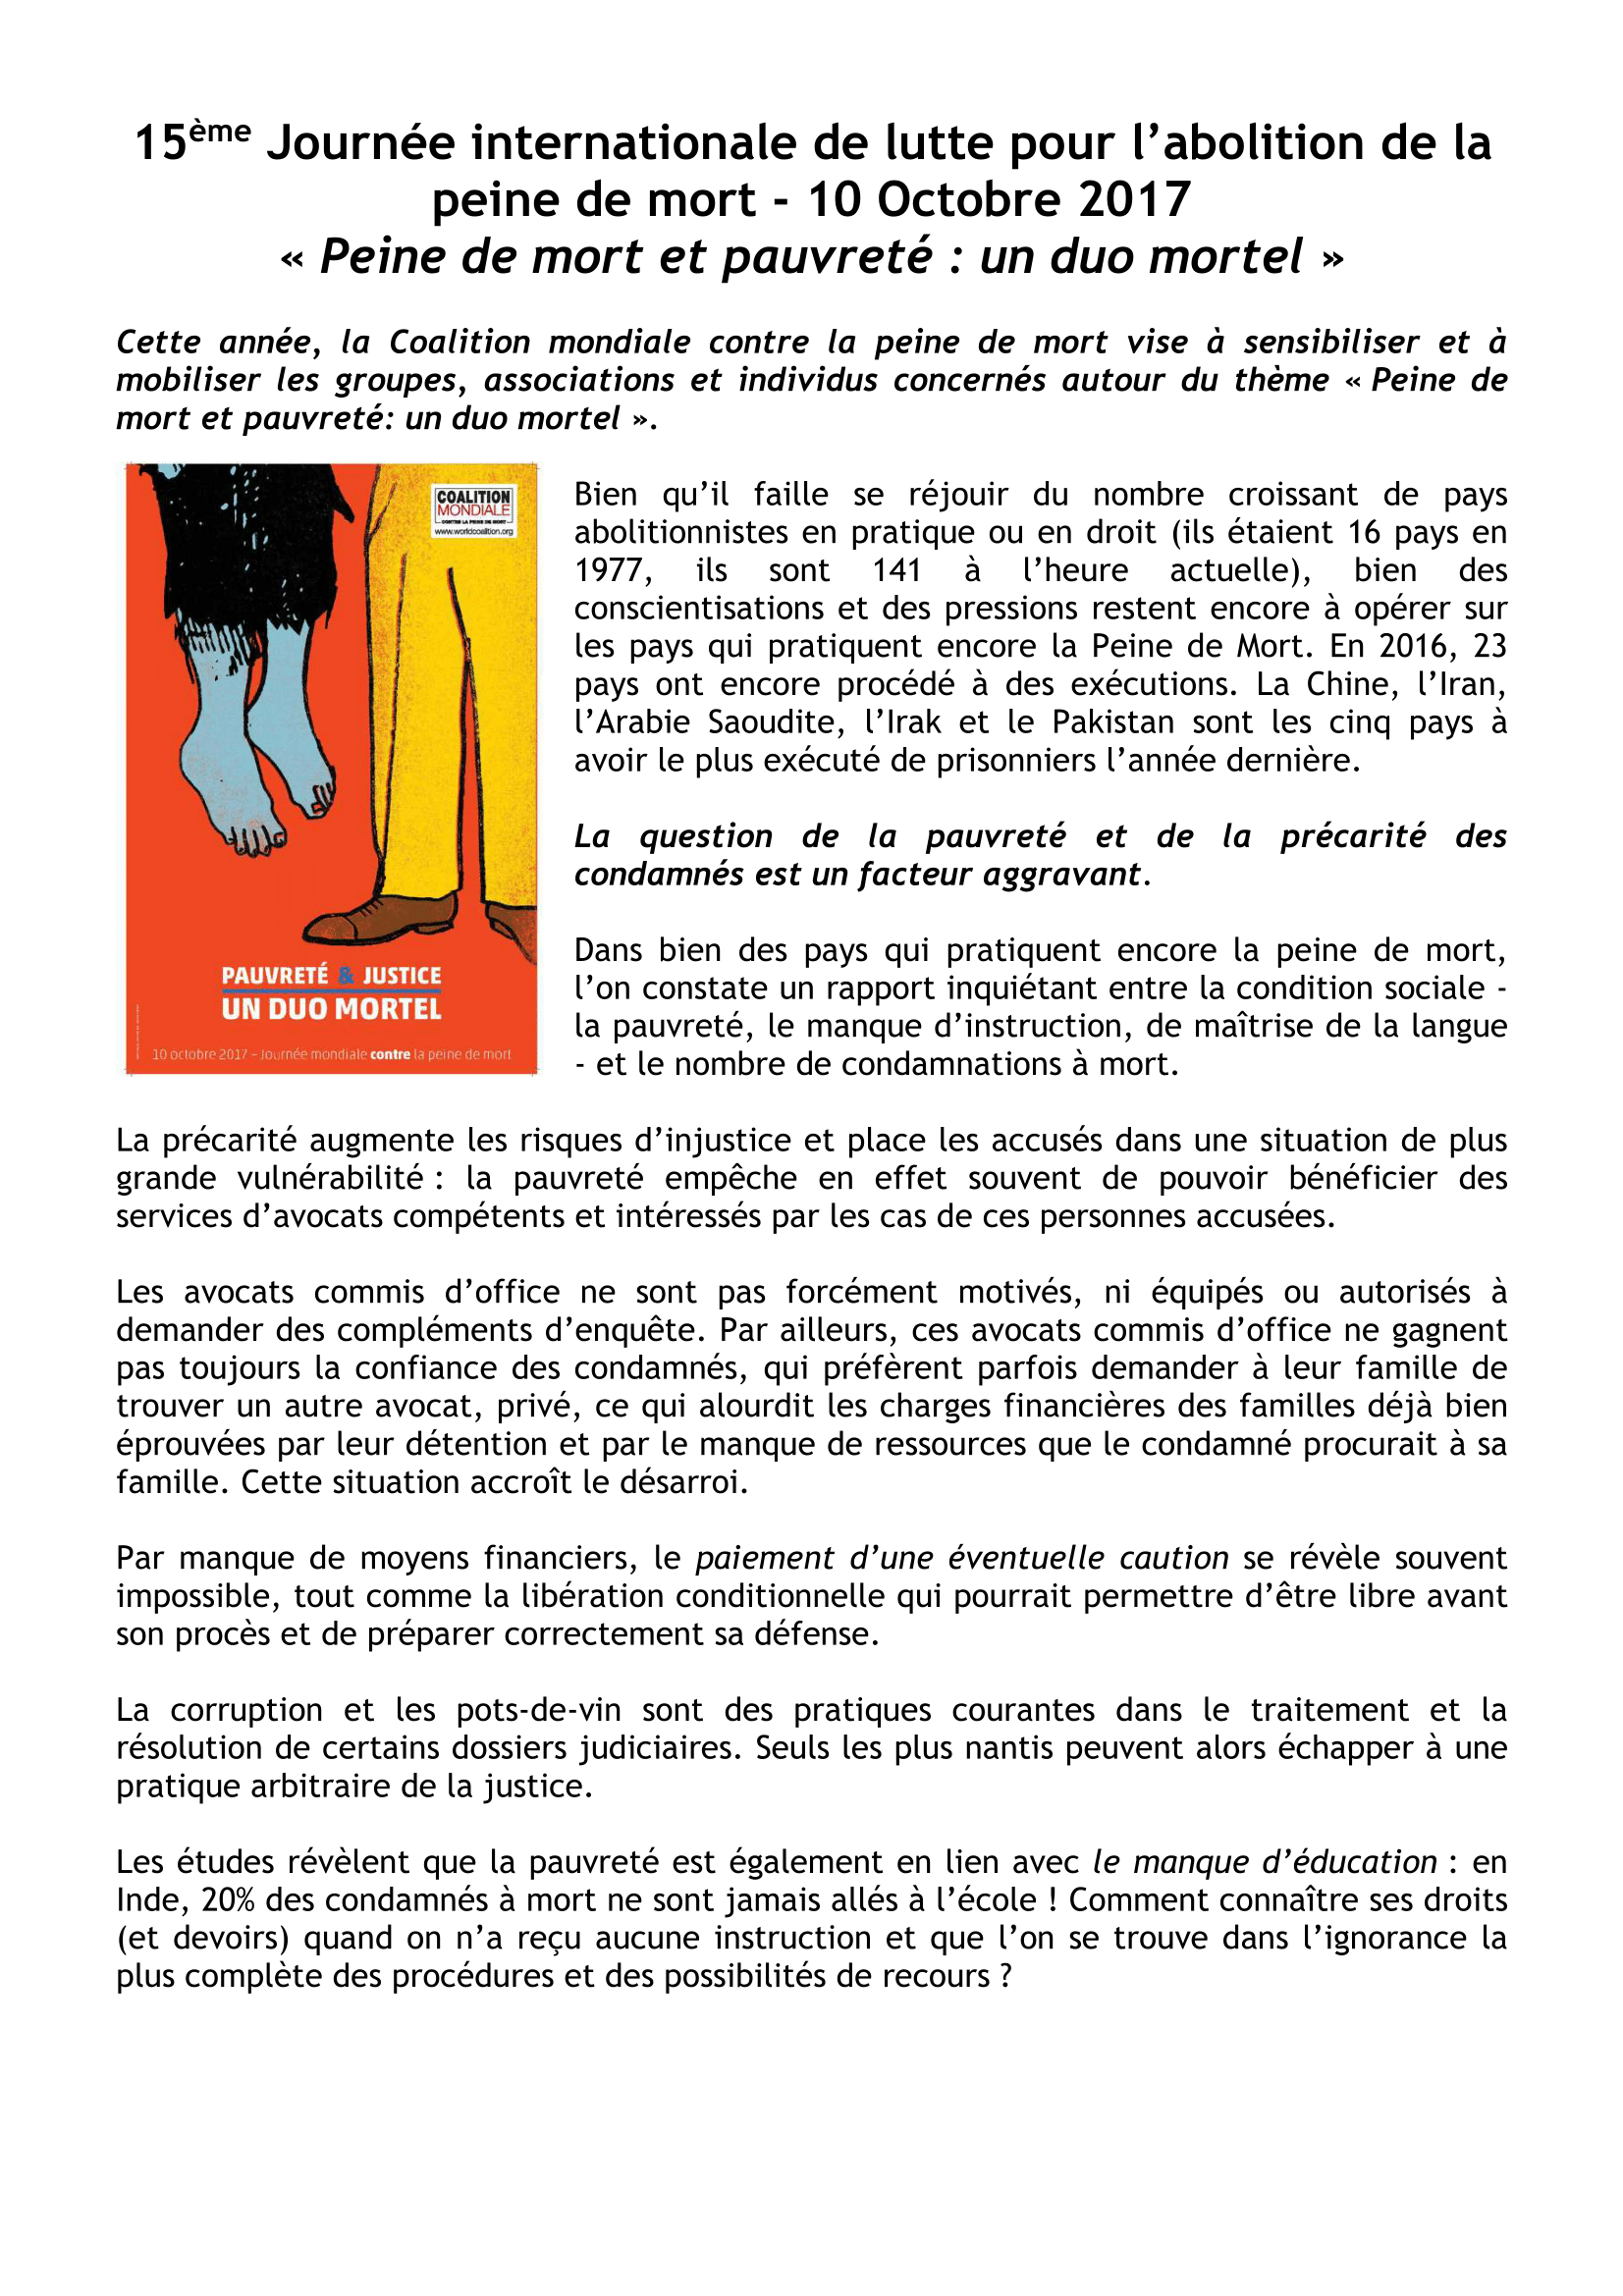 15ème Journée internationale de lutte pour l’abolition de la
peine de mort - 10 Octobre 2017
« Peine de mort et pauvreté : un duo mortel »
Cette année, la Coalition mondiale contre la peine de mort vise à sensibiliser et à
mobiliser les groupes, associations et individus concernés autour du thème « Peine de
mort et pauvreté: un duo mortel ».
COALITION
MONDIALE
CONTRE LA PEINE DE MORT
www.worldcoalition.org
PAUVRETÉ & JUSTICE
UN DUO MORTEL
10 octobre 2017 – Journée mondiale contre la peine de mort
Bien qu’il faille se réjouir du nombre croissant de pays
abolitionnistes en pratique ou en droit (ils étaient 16 pays en
1977, ils sont 141 à l’heure actuelle), bien des
conscientisations et des pressions restent encore à opérer sur
les pays qui pratiquent encore la Peine de Mort. En 2016, 23
pays ont encore procédé à des exécutions. La Chine, l’Iran,
l’Arabie Saoudite, l’Irak et le Pakistan sont les cinq pays à
avoir le plus exécuté de prisonniers l’année dernière.
La question de la pauvreté et de la précarité des
condamnés est un facteur aggravant.
Dans bien des pays qui pratiquent encore la peine de mort,
l’on constate un rapport inquiétant entre la condition sociale -
la pauvreté, le manque d’instruction, de maîtrise de la langue
- et le nombre de condamnations à mort.
La précarité augmente les risques d’injustice et place les accusés dans une situation de plus
grande vulnérabilité : la pauvreté empêche en effet souvent de pouvoir bénéficier des
services d’avocats compétents et intéressés par les cas de ces personnes accusées.
Les avocats commis d’office ne sont pas forcément motivés, ni équipés ou autorisés à
demander des compléments d’enquête. Par ailleurs, ces avocats commis d’office ne gagnent
pas toujours la confiance des condamnés, qui préfèrent parfois demander à leur famille de
trouver un autre avocat, privé, ce qui alourdit les charges financières des familles déjà bien
éprouvées par leur détention et par le manque de ressources que le condamné procurait à sa
famille. Cette situation accroît le désarroi.
Par manque de moyens financiers, le paiement d’une éventuelle caution se révèle souvent
impossible, tout comme la libération conditionnelle qui pourrait permettre d’être libre avant
son procès et de préparer correctement sa défense.
La corruption et les pots-de-vin sont des pratiques courantes dans le traitement et la
résolution de certains dossiers judiciaires. Seuls les plus nantis peuvent alors échapper à une
pratique arbitraire de la justice.
Les études révèlent que la pauvreté est également en lien avec le manque d’éducation : en
Inde, 20% des condamnés à mort ne sont jamais allés à l’école ! Comment connaître ses droits
(et devoirs) quand on n’a reçu aucune instruction et que l’on se trouve dans l’ignorance la
plus complète des procédures et des possibilités de recours ?